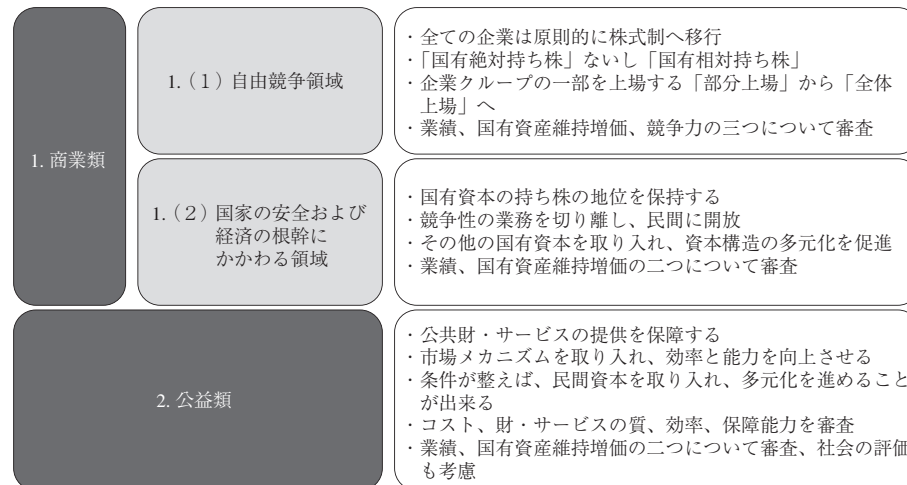 1. 商業類
1.（1）自由競争領域
・全ての企業は原則的に株式制へ移行
・「国有絶対持ち株」ないし「国有相対持ち株」
・企業クループの一部を上場する「部分上場」から「全体
上場」へ
・業績、国有資産維持増価、競争力の三つについて審査
1.（2）国家の安全および
経済の根幹に
かかわる領域
・国有資本の持ち株の地位を保持する
・競争性の業務を切り離し、民間に開放
・その他の国有資本を取り入れ、資本構造の多元化を促進
・業績、国有資産維持増価の二つについて審査
2. 公益類
・公共財・サービスの提供を保障する
・市場メカニズムを取り入れ、効率と能力を向上させる
・条件が整えば、民間資本を取り入れ、多元化を進めること
が出来る
・コスト、財・サービスの質、効率、保障能力を審査
・業績、国有資産維持増価の二つについて審査、社会の評価
も考慮